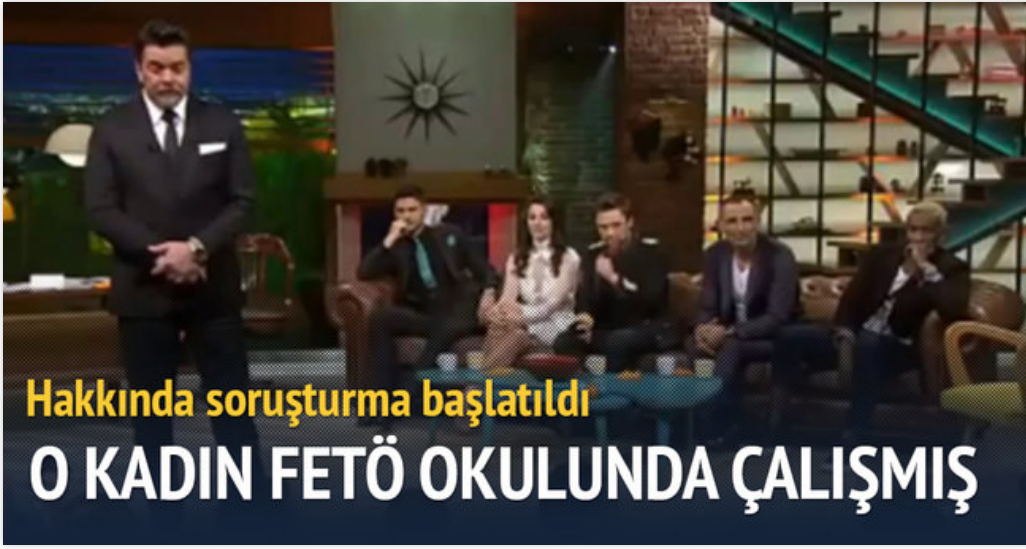 Hakkında soruşturma başlatıldı
O KADIN FETÖ OKULUNDA ÇALIŞMIŞ